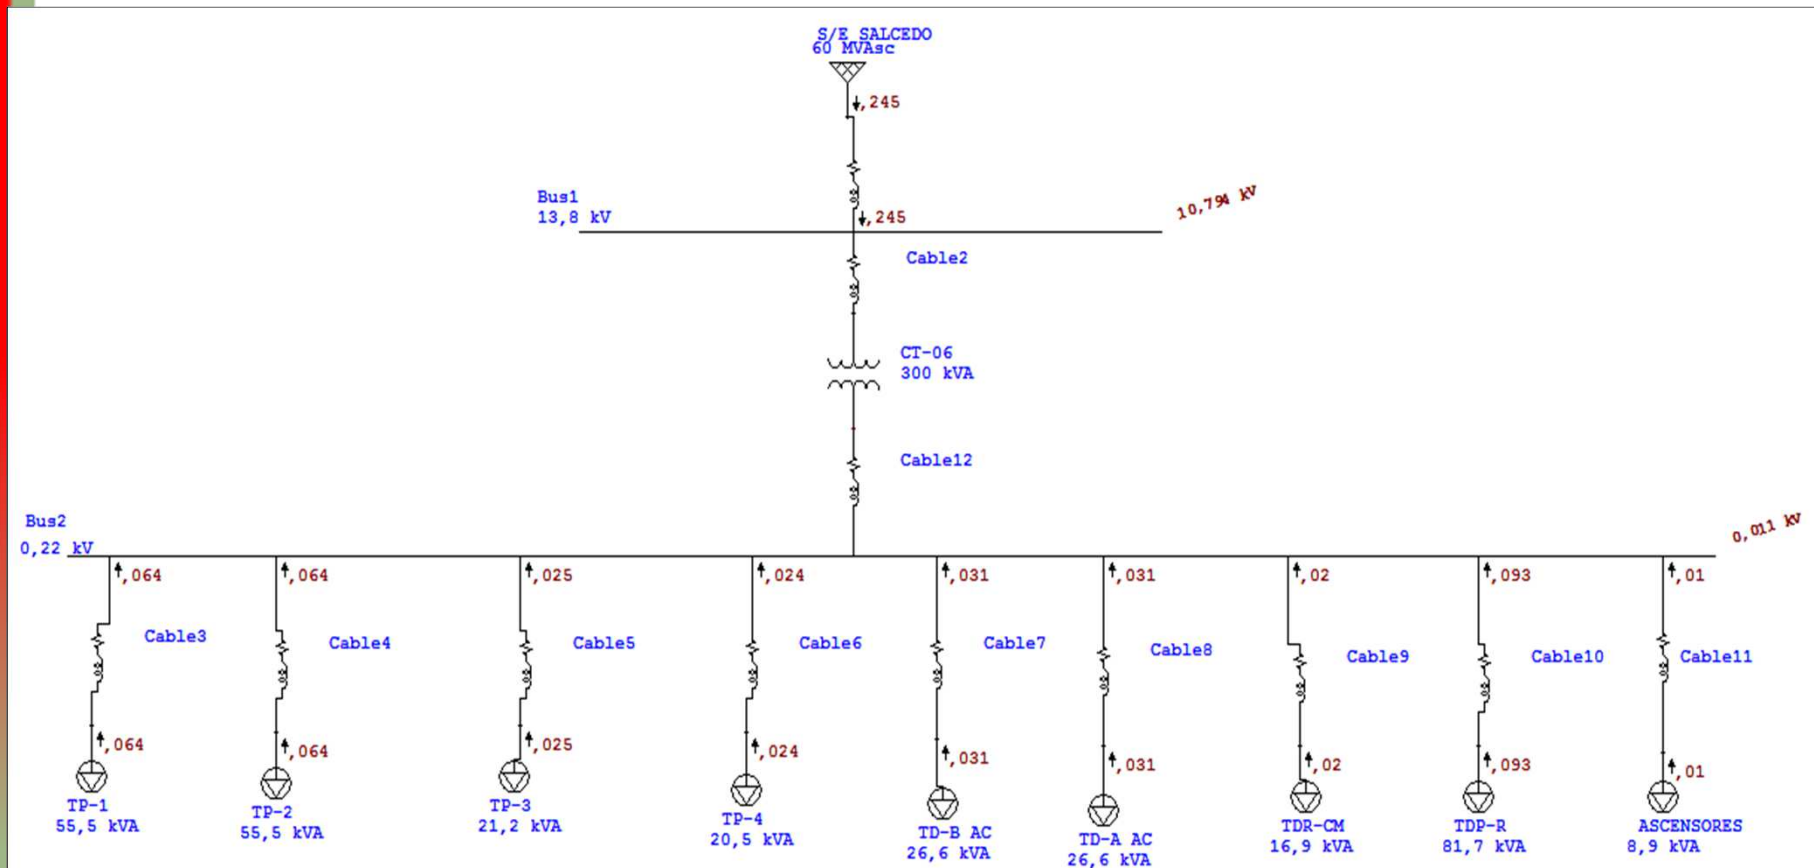 S/E SALCEDO
60 MVAsc
,245
Bus1
13,8 kV
,245
10,794 kV
Cable2
CT-06
300 kVA
Cable12
Bus2
0,22 kV
0,011 kV
,064
,064
,025
,024
,031
,031
,02
,093
,01
Cable3
Cable4
Cable5
Cable6
Cable7
Cable8
Cable9
Cable10
Cable11
,064
,064
,025
,024
,031
,031
,02
,093
,01
TP-1
55,5 kVA
TP-2
55,5 kVA
TP-3
21,2 kVA
TP-4
20,5 kVA
TD-B AC
26,6 kVA
TD-A AC
26,6 kVA
TDR-CM
16,9 kVA
TDP-R
81,7 kVA
ASCENSORES
8,9 kVA